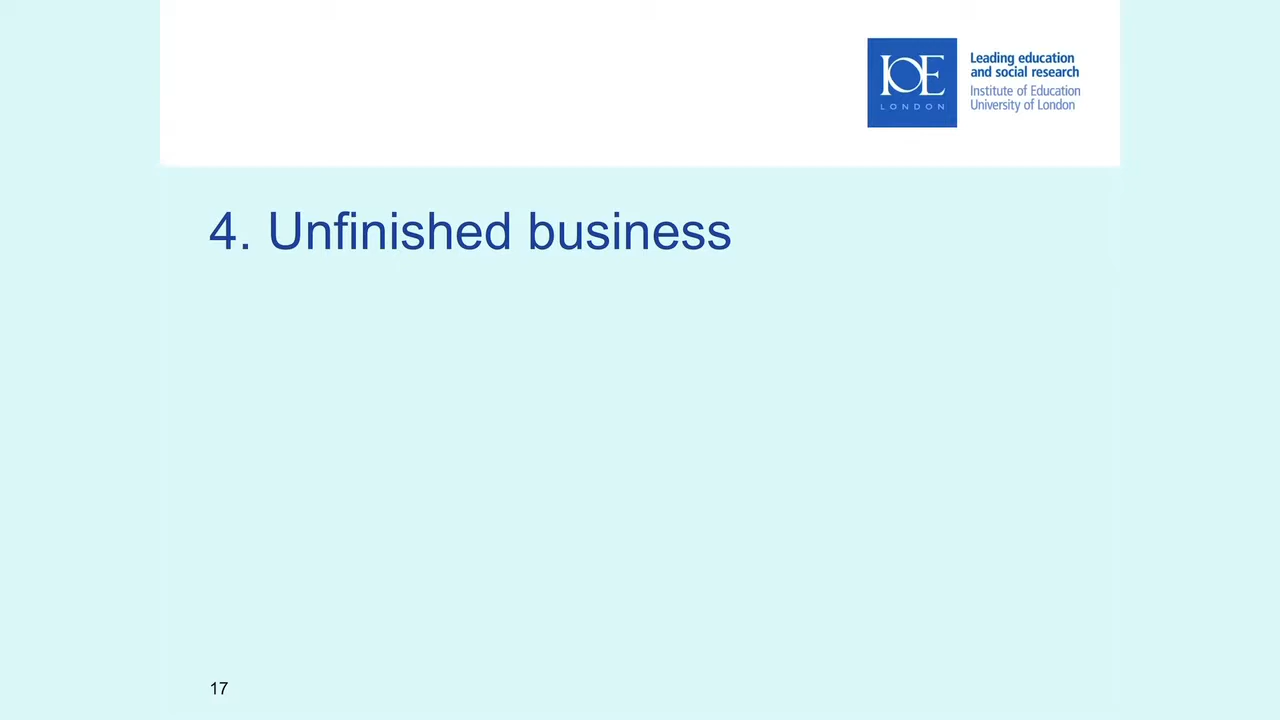 IOE
LONDON
Leading education
and social research
Institute of Education
University of London
4. Unfinished business
17